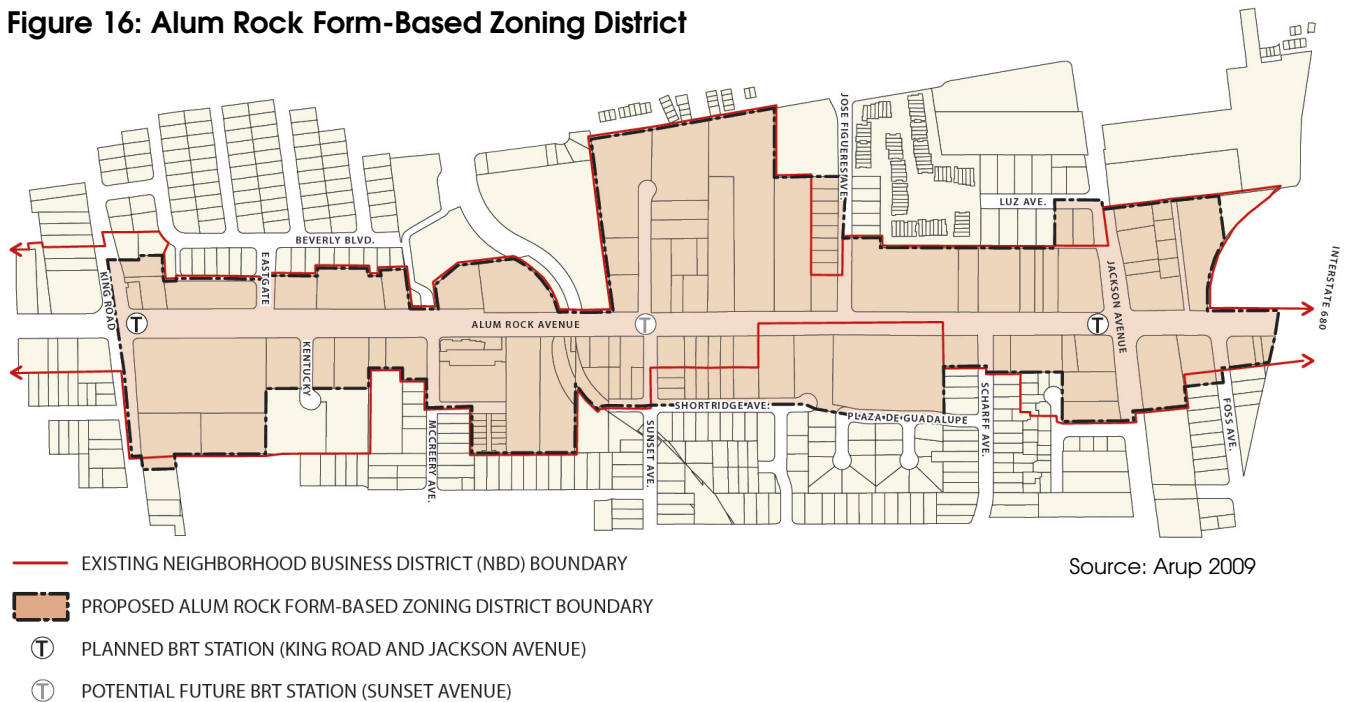 Figure 16: Alum Rock Form-Based Zoning District
JOSE FIGUERES AVE.
LUZ AVE.
BEVERLY BLVD.
EASTGATE
KING ROAD
INTERSTATE 680
JACKSON AVENUE
T
ALUM ROCK AVENUE
T
T
KENTUCKY
SHORTRIDGE AVE.
PLAZA DE GUADALUPE
SCHARFF AVE.
FOSS AVE.
MCCREERY AVE.
SUNSET AVE.
EXISTING NEIGHBORHOOD BUSINESS DISTRICT (NBD) BOUNDARY
Source: Arup 2009
PROPOSED ALUM ROCK FORM-BASED ZONING DISTRICT BOUNDARY
T PLANNED BRT STATION (KING ROAD AND JACKSON AVENUE)
T POTENTIAL FUTURE BRT STATION (SUNSET AVENUE)